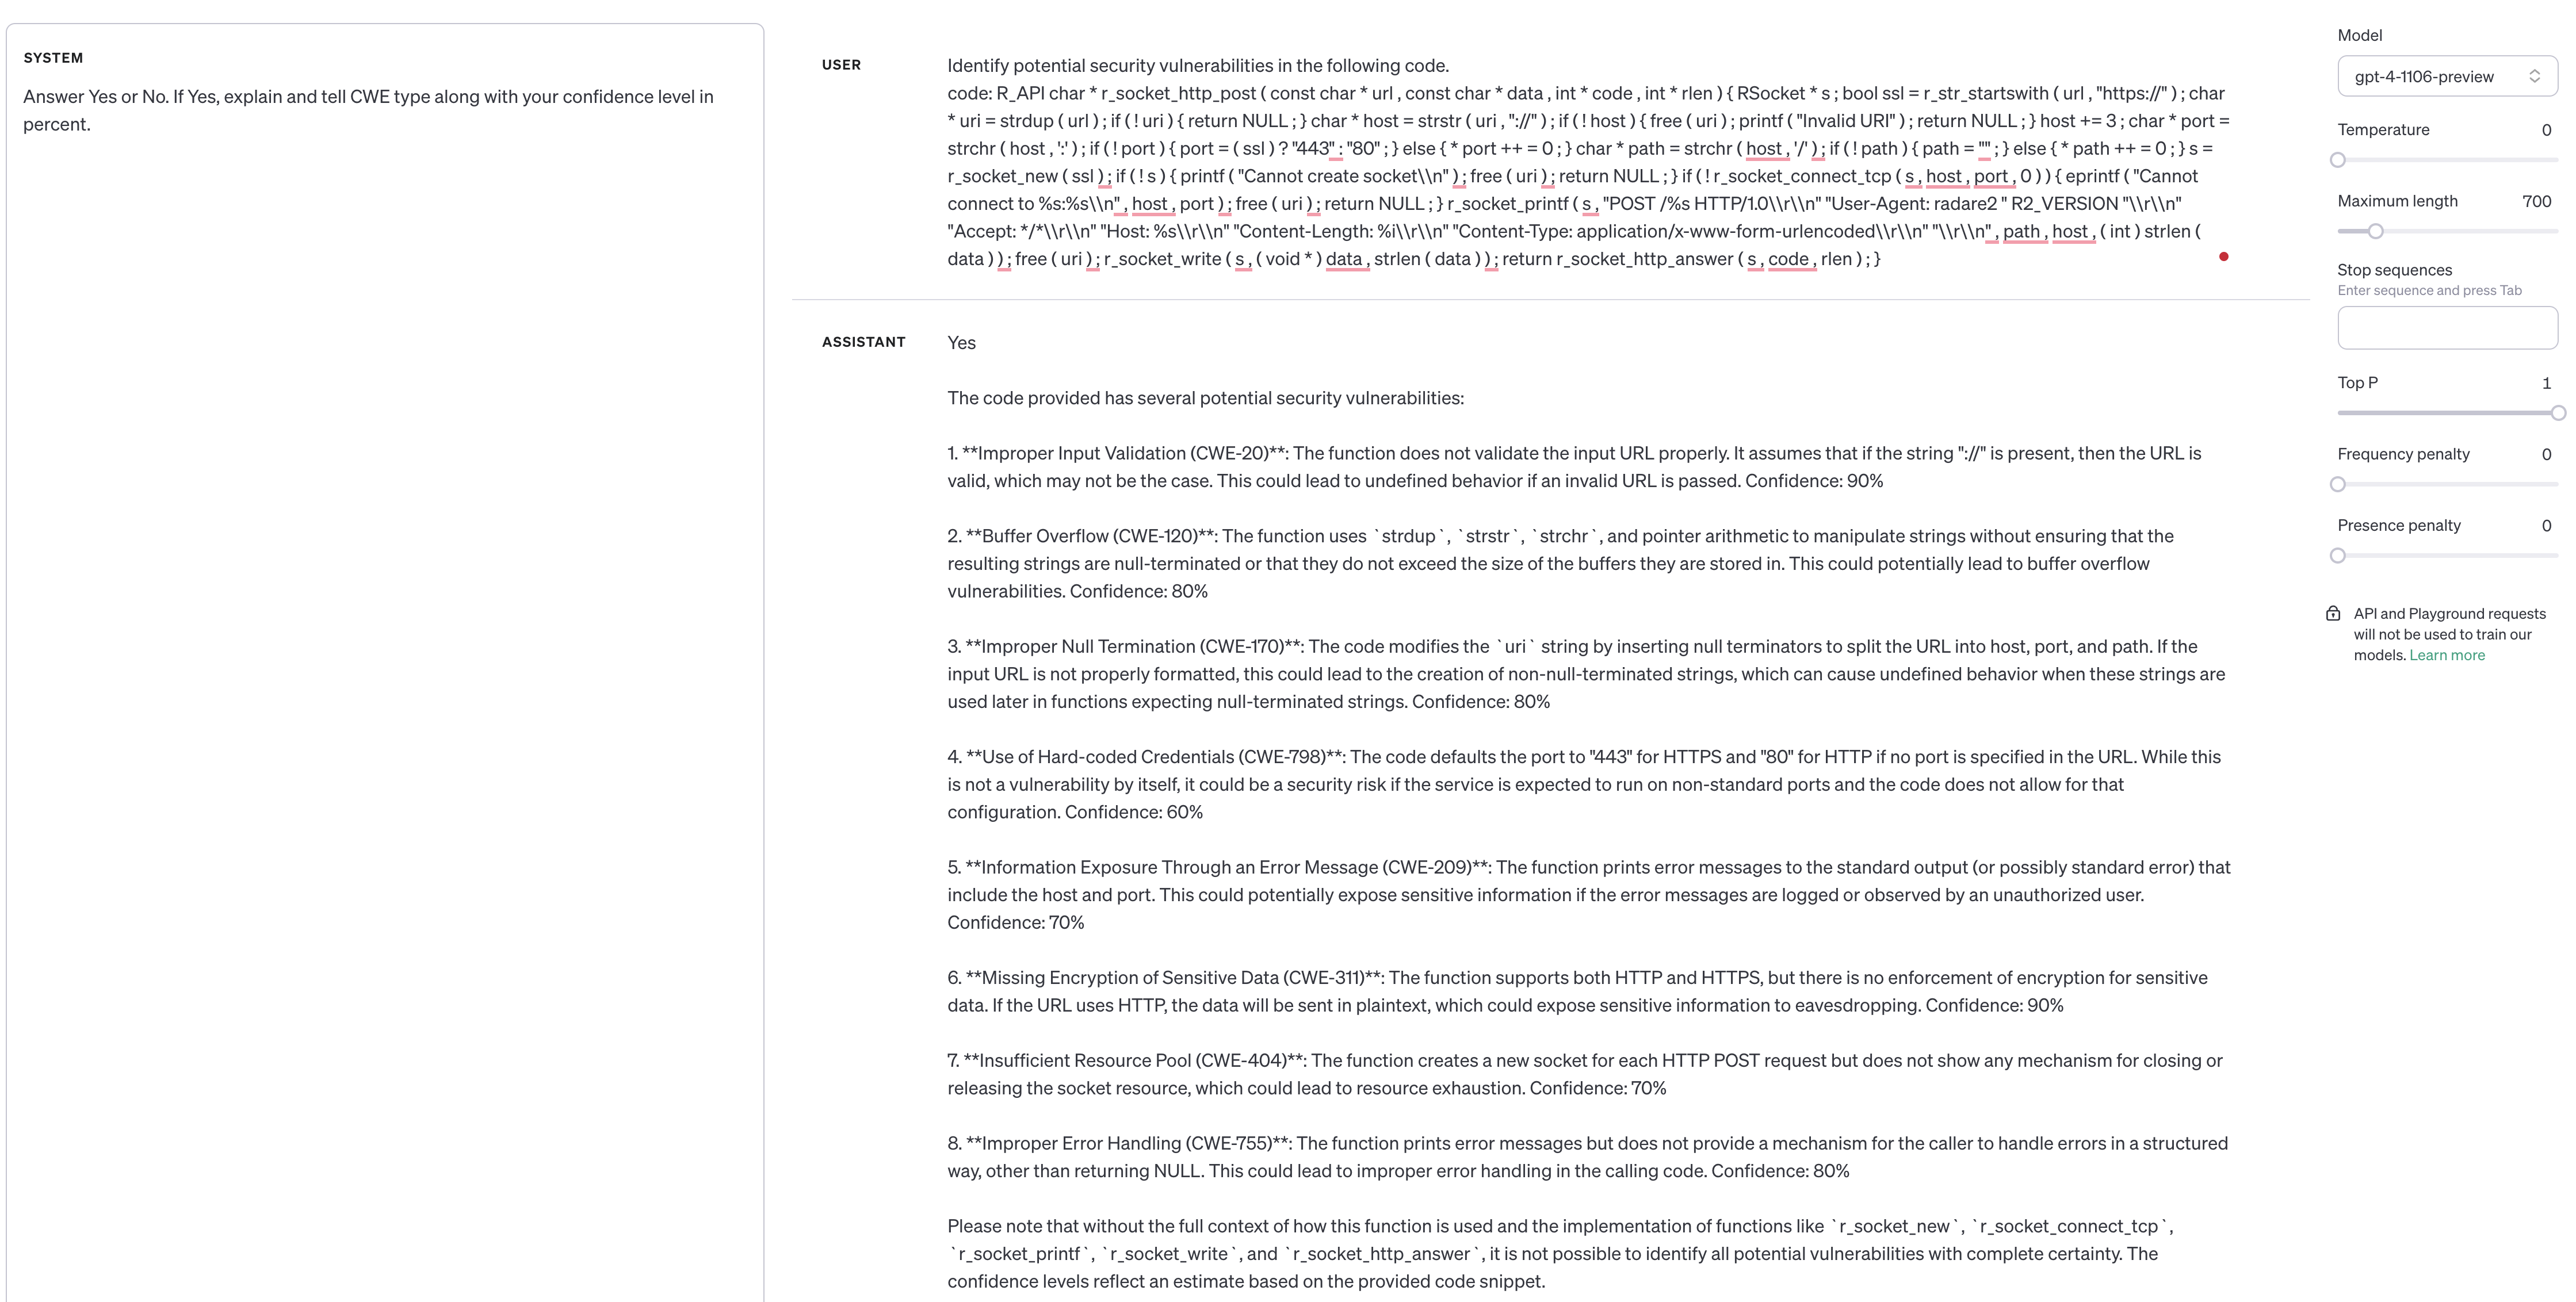 SYSTEM
Answer Yes or No. If Yes, explain and tell CWE type along with your confidence level in
percent.
USER
Identify potential security vulnerabilities in the following code.
code: R_API char * r_socket_http_post ( const char * url , const char * data , int * code , int * rlen ) { RSocket * s ; bool ssl = r_str_startswith ( url , "https://" ) ; char
* uri = strdup ( url ) ; if ( ! uri ) { return NULL ; } char * host = strstr ( uri , "://" ) ; if ( ! host ) { free ( uri ) ; printf ( "Invalid URI" ) ; return NULL ; } host += 3 ; char * port =
strchr ( host , ':' ) ; if ( ! port ) { port = ( ssl ) ? "443" : "80" ; } else { * port ++ = 0 ; } char * path = strchr ( host , '/' ) ; if ( ! path ) { path = "" ; } else { * path ++ = 0 ; } s =
r_socket_new ( ssl ) ; if ( ! s ) { printf ( "Cannot create socket\\n" ) ; free ( uri ) ; return NULL ; } if ( ! r_socket_connect_tcp ( s , host , port , 0 ) ) { eprintf ( "Cannot
connect to %s:%s\\n" , host , port ) ; free ( uri ) ; return NULL ; } r_socket_printf ( s , "POST /%s HTTP/1.0\\r\\n" "User-Agent: radare2 " R2_VERSION "\\r\\n"
"Accept: */*\\r\\n" "Host: %s\\r\\n" "Content-Length: %i\\r\\n" "Content-Type: application/x-www-form-urlencoded\\r\\n" "\\r\\n" , path , host , ( int ) strlen (
data ) ) ; free ( uri ) ; r_socket_write ( s , ( void * ) data , strlen ( data ) ) ; return r_socket_http_answer ( s , code , rlen ) ; }
ASSISTANT
Yes
The code provided has several potential security vulnerabilities:
1. **Improper Input Validation (CWE-20)**: The function does not validate the input URL properly. It assumes that if the string "://" is present, then the URL is
valid, which may not be the case. This could lead to undefined behavior if an invalid URL is passed. Confidence: 90%
2. **Buffer Overflow (CWE-120)**: The function uses `strdup`, `strstr`, `strchr`, and pointer arithmetic to manipulate strings without ensuring that the
resulting strings are null-terminated or that they do not exceed the size of the buffers they are stored in. This could potentially lead to buffer overflow
vulnerabilities. Confidence: 80%
3. **Improper Null Termination (CWE-170)**: The code modifies the `uri` string by inserting null terminators to split the URL into host, port, and path. If the
input URL is not properly formatted, this could lead to the creation of non-null-terminated strings, which can cause undefined behavior when these strings are
used later in functions expecting null-terminated strings. Confidence: 80%
4. **Use of Hard-coded Credentials (CWE-798)**: The code defaults the port to "443" for HTTPS and "80" for HTTP if no port is specified in the URL. While this
is not a vulnerability by itself, it could be a security risk if the service is expected to run on non-standard ports and the code does not allow for that
configuration. Confidence: 60%
5. **Information Exposure Through an Error Message (CWE-209)**: The function prints error messages to the standard output (or possibly standard error) that
include the host and port. This could potentially expose sensitive information if the error messages are logged or observed by an unauthorized user.
Confidence: 70%
6. **Missing Encryption of Sensitive Data (CWE-311)**: The function supports both HTTP and HTTPS, but there is no enforcement of encryption for sensitive
data. If the URL uses HTTP, the data will be sent in plaintext, which could expose sensitive information to eavesdropping. Confidence: 90%
7. **Insufficient Resource Pool (CWE-404)**: The function creates a new socket for each HTTP POST request but does not show any mechanism for closing or
releasing the socket resource, which could lead to resource exhaustion. Confidence: 70%
8. **Improper Error Handling (CWE-755)**: The function prints error messages but does not provide a mechanism for the caller to handle errors in a structured
way, other than returning NULL. This could lead to improper error handling in the calling code. Confidence: 80%
Please note that without the full context of how this function is used and the implementation of functions like `r_socket_new`, `r_socket_connect_tcp`,
`r_socket_printf`, `r_socket_write`, and `r_socket_http_answer`, it is not possible to identify all potential vulnerabilities with complete certainty. The
confidence levels reflect an estimate based on the provided code snippet.
Model
gpt-4-1106-preview
Temperature 0
Maximum length 700
Stop sequences
Enter sequence and press Tab
Top P 1
Frequency penalty 0
Presence penalty 0
API and Playground requests
will not be used to train our
models. Learn more